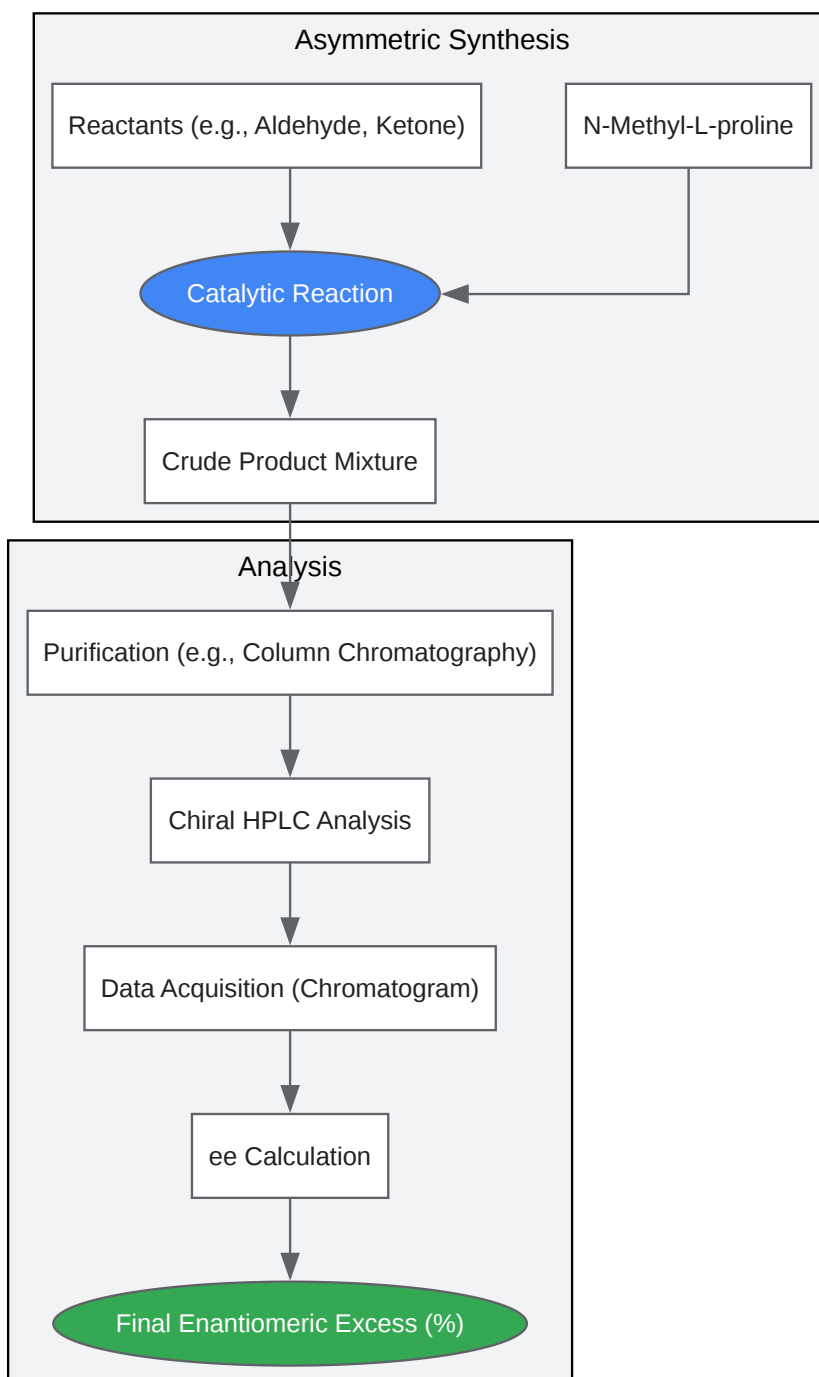 Asymmetric Synthesis
Reactants (e.g., Aldehyde, Ketone)
N-Methyl-L-proline
Catalytic Reaction
Crude Product Mixture
Analysis
Purification (e.g., Column Chromatography)
Chiral HPLC Analysis
Data Acquisition (Chromatogram)
ee Calculation
Final Enantiomeric Excess (%)